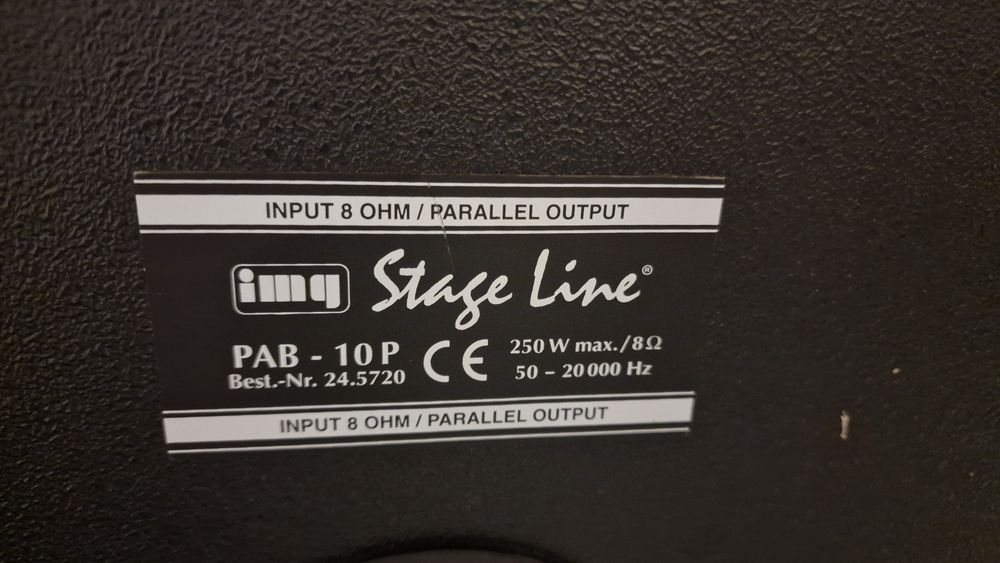 INPUT 8 OHM / PARALLEL OUTPUT
img Stage Line®
PAB - 10 P CE 250 W max./8Ω
Best.-Nr. 24.5720 50 – 20 000 Hz
INPUT 8 OHM / PARALLEL OUTPUT